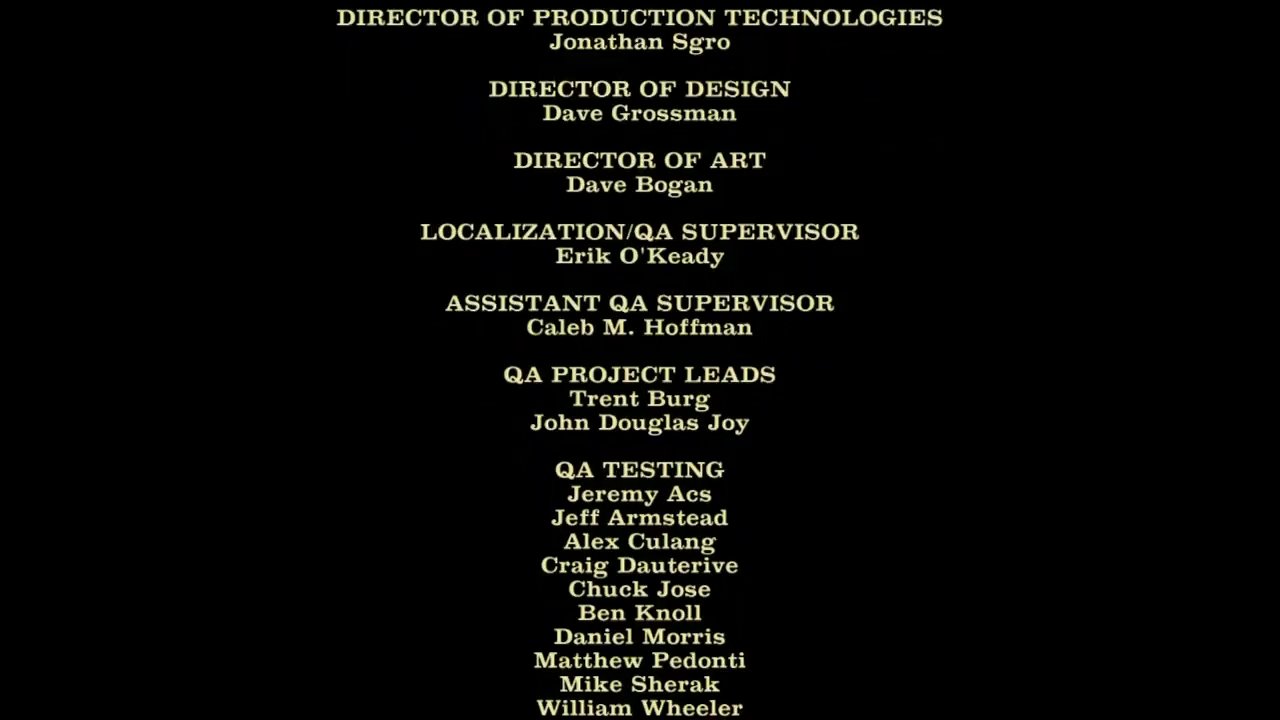 DIRECTOR OF PRODUCTION TECHNOLOGIES
Jonathan Sgro
DIRECTOR OF DESIGN
Dave Grossman
DIRECTOR OF ART
Dave Bogan
LOCALIZATION/QA SUPERVISOR
Erik O'Keady
ASSISTANT QA SUPERVISOR
Caleb M. Hoffman
QA PROJECT LEADS
Trent Burg
John Douglas Joy
QA TESTING
Jeremy Acs
Jeff Armstead
Alex Culang
Craig Dauterive
Chuck Jose
Ben Knoll
Daniel Morris
Matthew Pedonti
Mike Sherak
William Wheeler